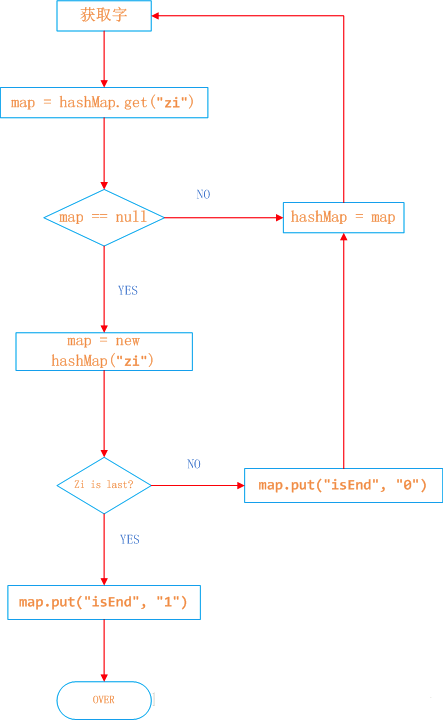 获取字
map = hashMap.get("zi")
map == null
NO
hashMap = map
YES
map = new
hashMap("zi")
Zi is last?
NO
map.put("isEnd", "0")
YES
map.put("isEnd", "1")
OVER